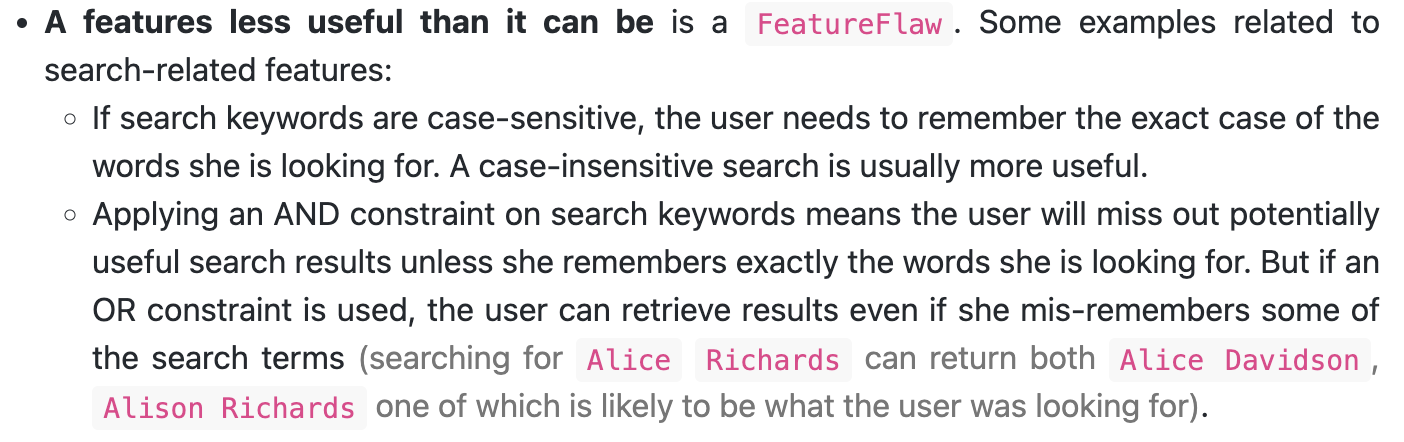 • A features less useful than it can be is a FeatureFlaw. Some examples related to
search-related features:
◦ If search keywords are case-sensitive, the user needs to remember the exact case of the
words she is looking for. A case-insensitive search is usually more useful.
◦ Applying an AND constraint on search keywords means the user will miss out potentially
useful search results unless she remembers exactly the words she is looking for. But if an
OR constraint is used, the user can retrieve results even if she mis-remembers some of
the search terms (searching for Alice Richards can return both Alice Davidson,
Alison Richards one of which is likely to be what the user was looking for).